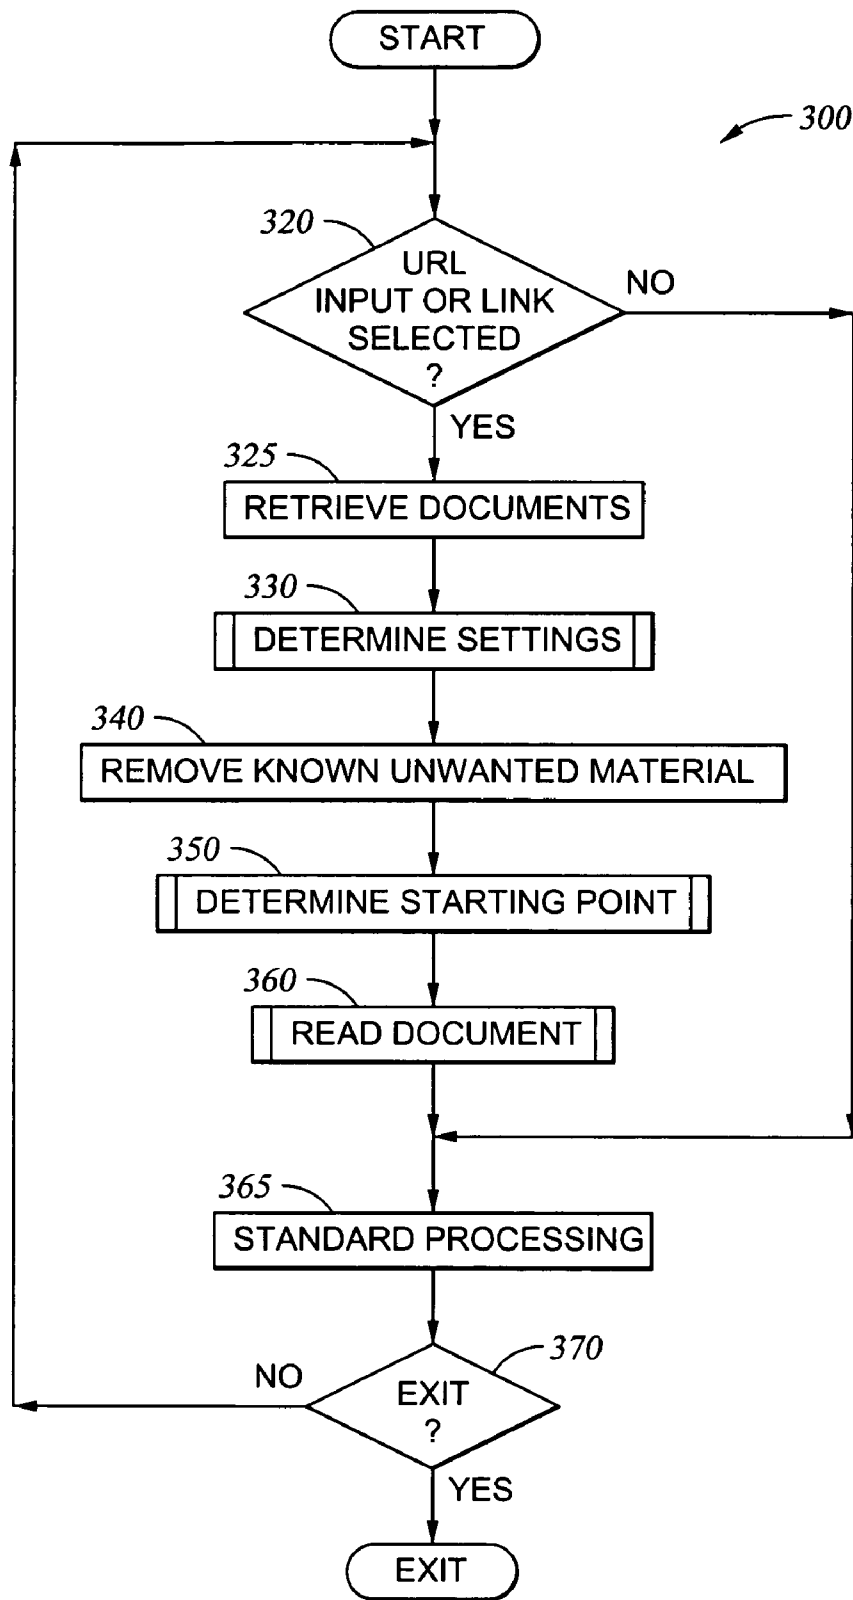 START
300
320
URL
INPUT OR LINK
SELECTED
?
NO
YES
325
RETRIEVE DOCUMENTS
330
DETERMINE SETTINGS
340
REMOVE KNOWN UNWANTED MATERIAL
350
DETERMINE STARTING POINT
360
READ DOCUMENT
365
STANDARD PROCESSING
370
NO
EXIT
?
YES
EXIT